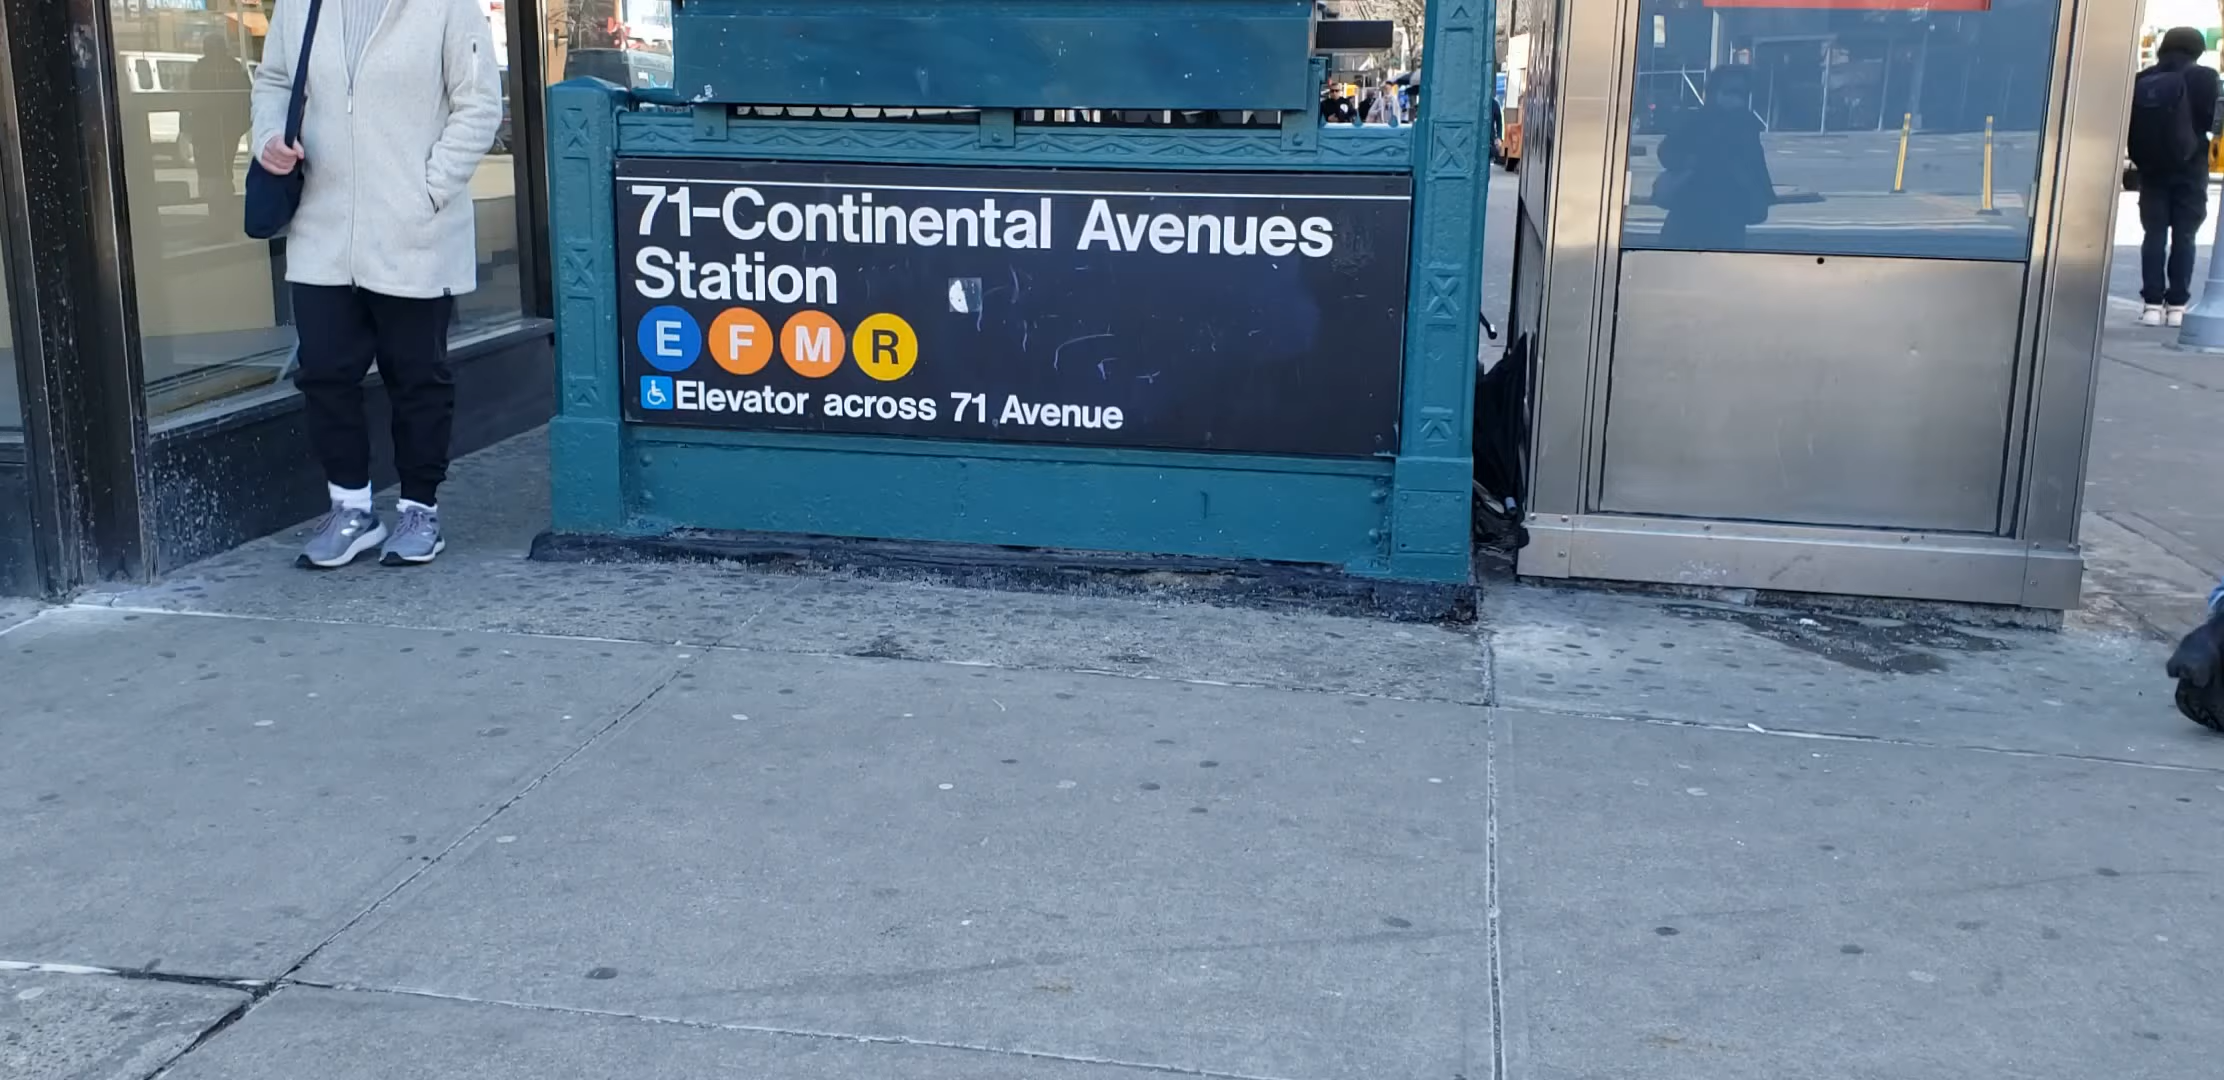 71-Continental Avenues
Station
E F M R
Elevator across 71 Avenue